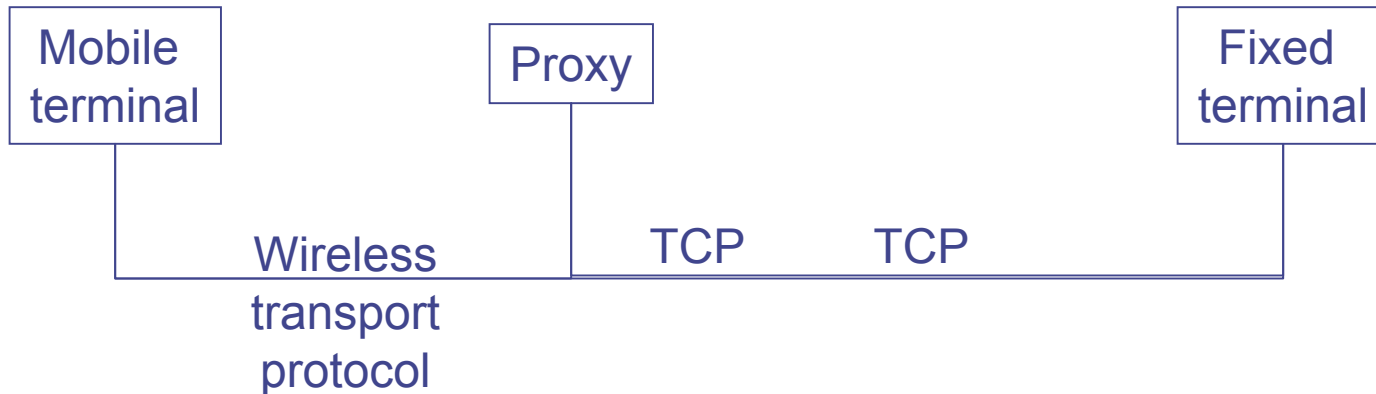 Mobile
terminal
Proxy
Fixed
terminal
Wireless
transport
protocol
TCP TCP